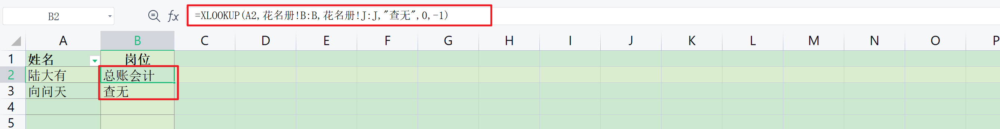 B2 fx =XLOOKUP(A2,花名册!B:B,花名册!J:J,"查无",0,-1)
A B C D E F G H I J K L M N O P
1 姓名 岗位
2 陆大有 总账会计
3 向问天 查无
4
5